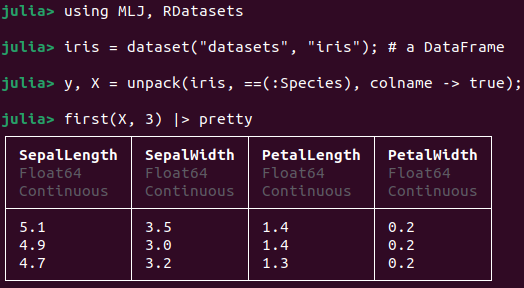 julia> using MLJ, RDatasets
julia> iris = dataset("datasets", "iris"); # a DataFrame
julia> y, X = unpack(iris, ==(:Species), colname -> true);
julia> first(X, 3) |> pretty
SepalLength SepalWidth PetalLength PetalWidth
Float64 Float64 Float64 Float64
Continuous Continuous Continuous Continuous
5.1 3.5 1.4 0.2
4.9 3.0 1.4 0.2
4.7 3.2 1.3 0.2